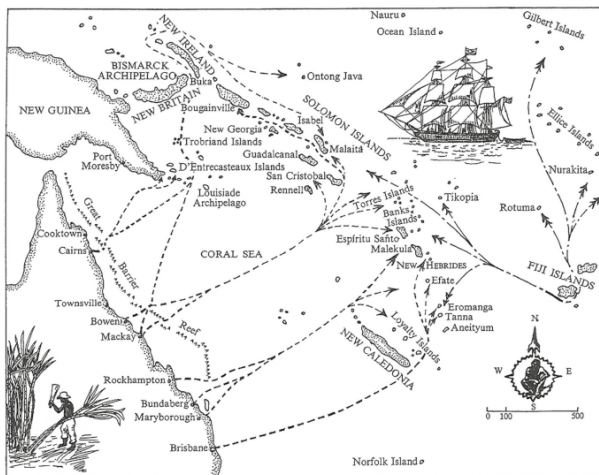 Nauru
Ocean Island
Gilbert Islands
NEW IRELAND
BISMARCK
ARCHIPELAGO
Buka
Ontong Java
NEW GUINEA
NEW BRITAIN
Bougainville
SOLOMON ISLANDS
Isabel
New Georgia
Trobriand Islands
Malaita
Ellice Islands
Guadalcanal
Port
Moresby
D'Entrecasteaux Islands
San Cristobal
Nurakita
Louisiade
Archipelago
Rennell
Torres Islands
Tikopia
Rotuma
Banks
Islands
Great
Barrier
Reef
Cooktown
Cairns
CORAL SEA
Espíritu Santo
Malekula
NEW HEBRIDES
FIJI ISLANDS
Efate
Townsville
Bowen
Mackay
Eromanga
Tanna
Aneityum
Loyalty Islands
NEW CALEDONIA
N
W
E
S
Rockhampton
Bundaberg
Maryborough
Brisbane
0 100 500
Norfolk Island